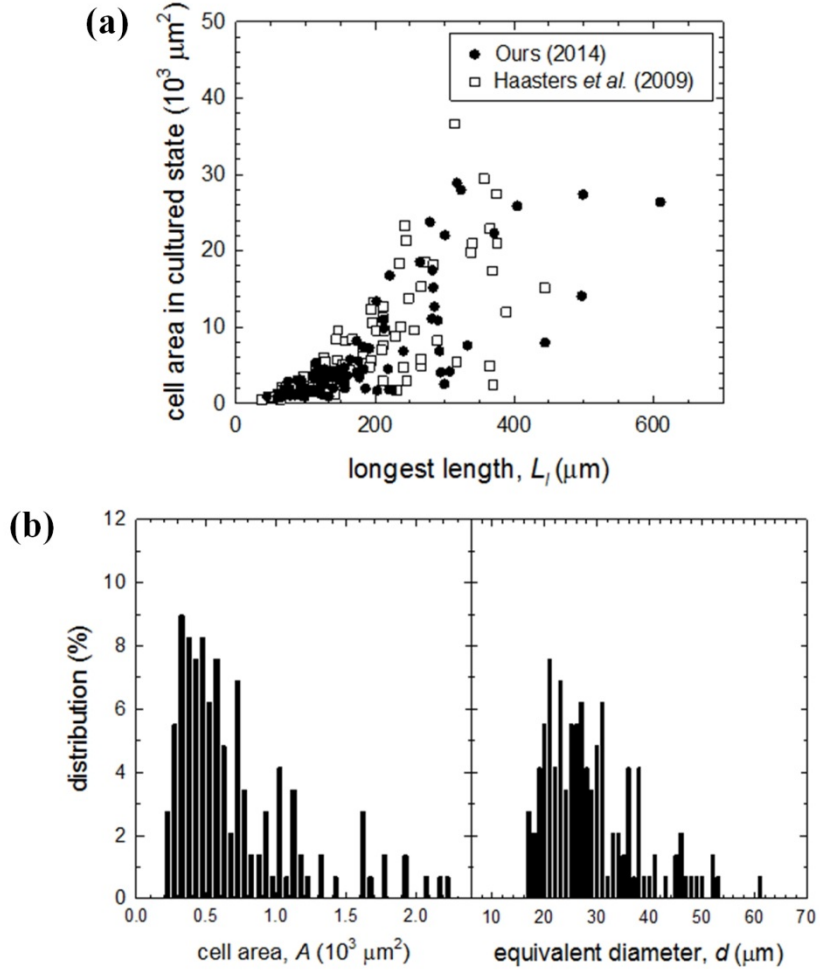 (a)
cell area in cultured state (10³ μm²)
50
40
30
20
10
0
Ours (2014)
Haasters et al. (2009)
0 200 400 600
longest length, Lₗ (μm)
(b)
distribution (%)
12
10
8
6
4
2
0
0.0 0.5 1.0 1.5 2.0 10 20 30 40 50 60 70
cell area, A (10³ μm²) equivalent diameter, d (μm)